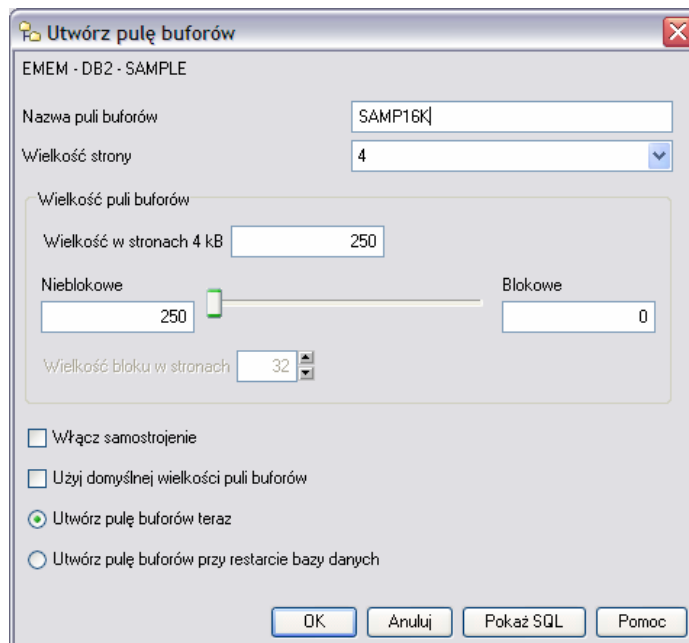 Utwórz pulę buforów
EMEM - DB2 - SAMPLE
Nazwa puli buforów SAMP16K
Wielkość strony 4
Wielkość puli buforów
Wielkość w stronach 4 kB 250
Nieblokowe Blokowe
250 0
Wielkość bloku w stronach 32
Włącz samostrojenie
Użyj domyślnej wielkości puli buforów
Utwórz pulę buforów teraz
Utwórz pulę buforów przy restarcie bazy danych
OK Anuluj Pokaż SQL Pomoc